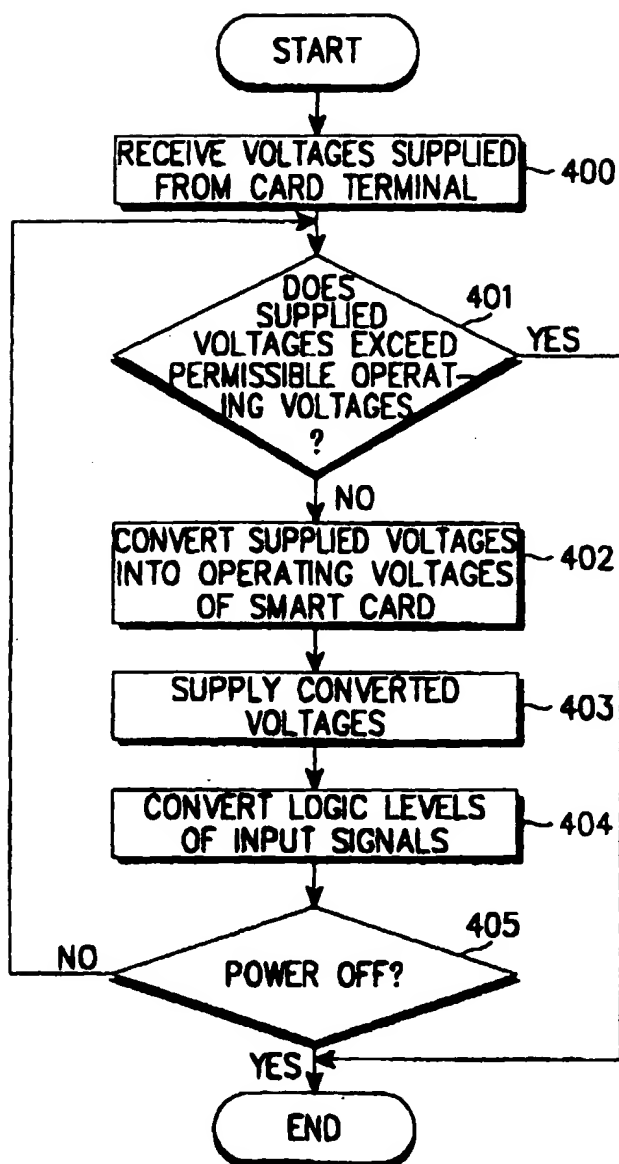 START
RECEIVE VOLTAGES SUPPLIED
FROM CARD TERMINAL
400
DOES
SUPPLIED
VOLTAGES EXCEED
PERMISSIBLE OPERAT-
ING VOLTAGES
?
401
YES
NO
CONVERT SUPPLIED VOLTAGES
INTO OPERATING VOLTAGES
OF SMART CARD
402
SUPPLY CONVERTED
VOLTAGES
403
CONVERT LOGIC LEVELS
OF INPUT SIGNALS
404
405
NO
POWER OFF?
YES
END